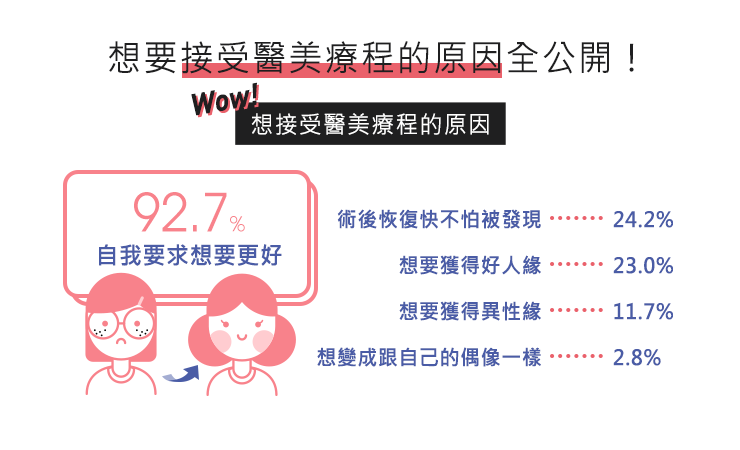 想要接受醫美療程的原因全公開！
Wow!
想接受醫美療程的原因
92.7%
自我要求想要更好
術後恢復快不怕被發現 ······· 24.2%
想要獲得好人緣 ······· 23.0%
想要獲得異性緣 ······· 11.7%
想變成跟自己的偶像一樣 ······· 2.8%